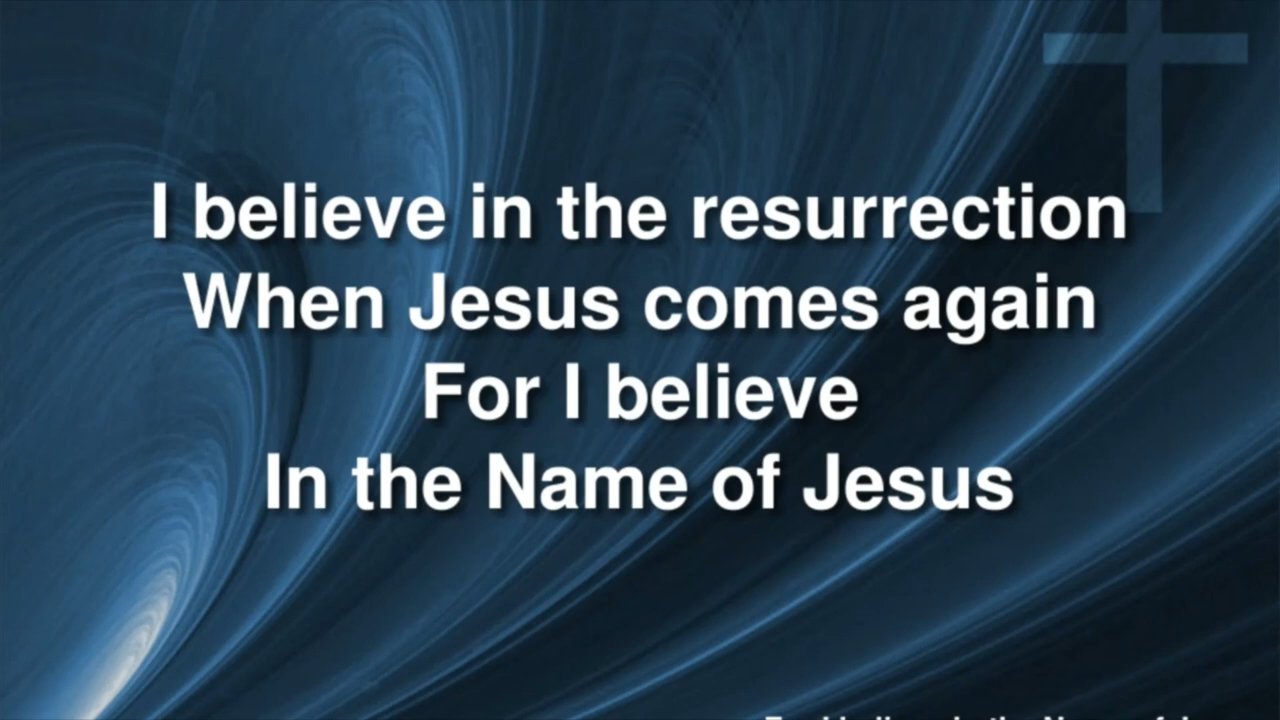 I believe in the resurrection
When Jesus comes again
For I believe
In the Name of Jesus